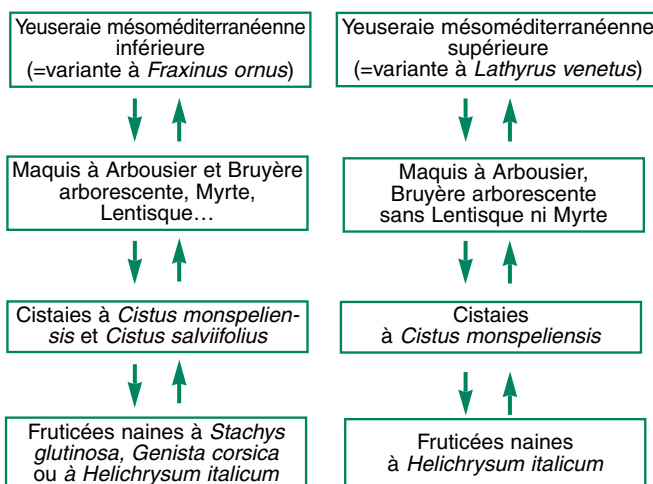 Yeuseraie mésoméditerranéenne
inférieure
(=variante à Fraxinus ornus)
Maquis à Arbousier et Bruyère
arborescente, Myrte,
Lentisque…
Cistaies à Cistus monspelien-
sis et Cistus salviifolius
Fruticées naines à Stachys
glutinosa, Genista corsica
ou à Helichrysum italicum
Yeuseraie mésoméditerranéenne
supérieure
(=variante à Lathyrus venetus)
Maquis à Arbousier,
Bruyère arborescente
sans Lentisque ni Myrte
Cistaies
à Cistus monspeliensis
Fruticées naines
à Helichrysum italicum